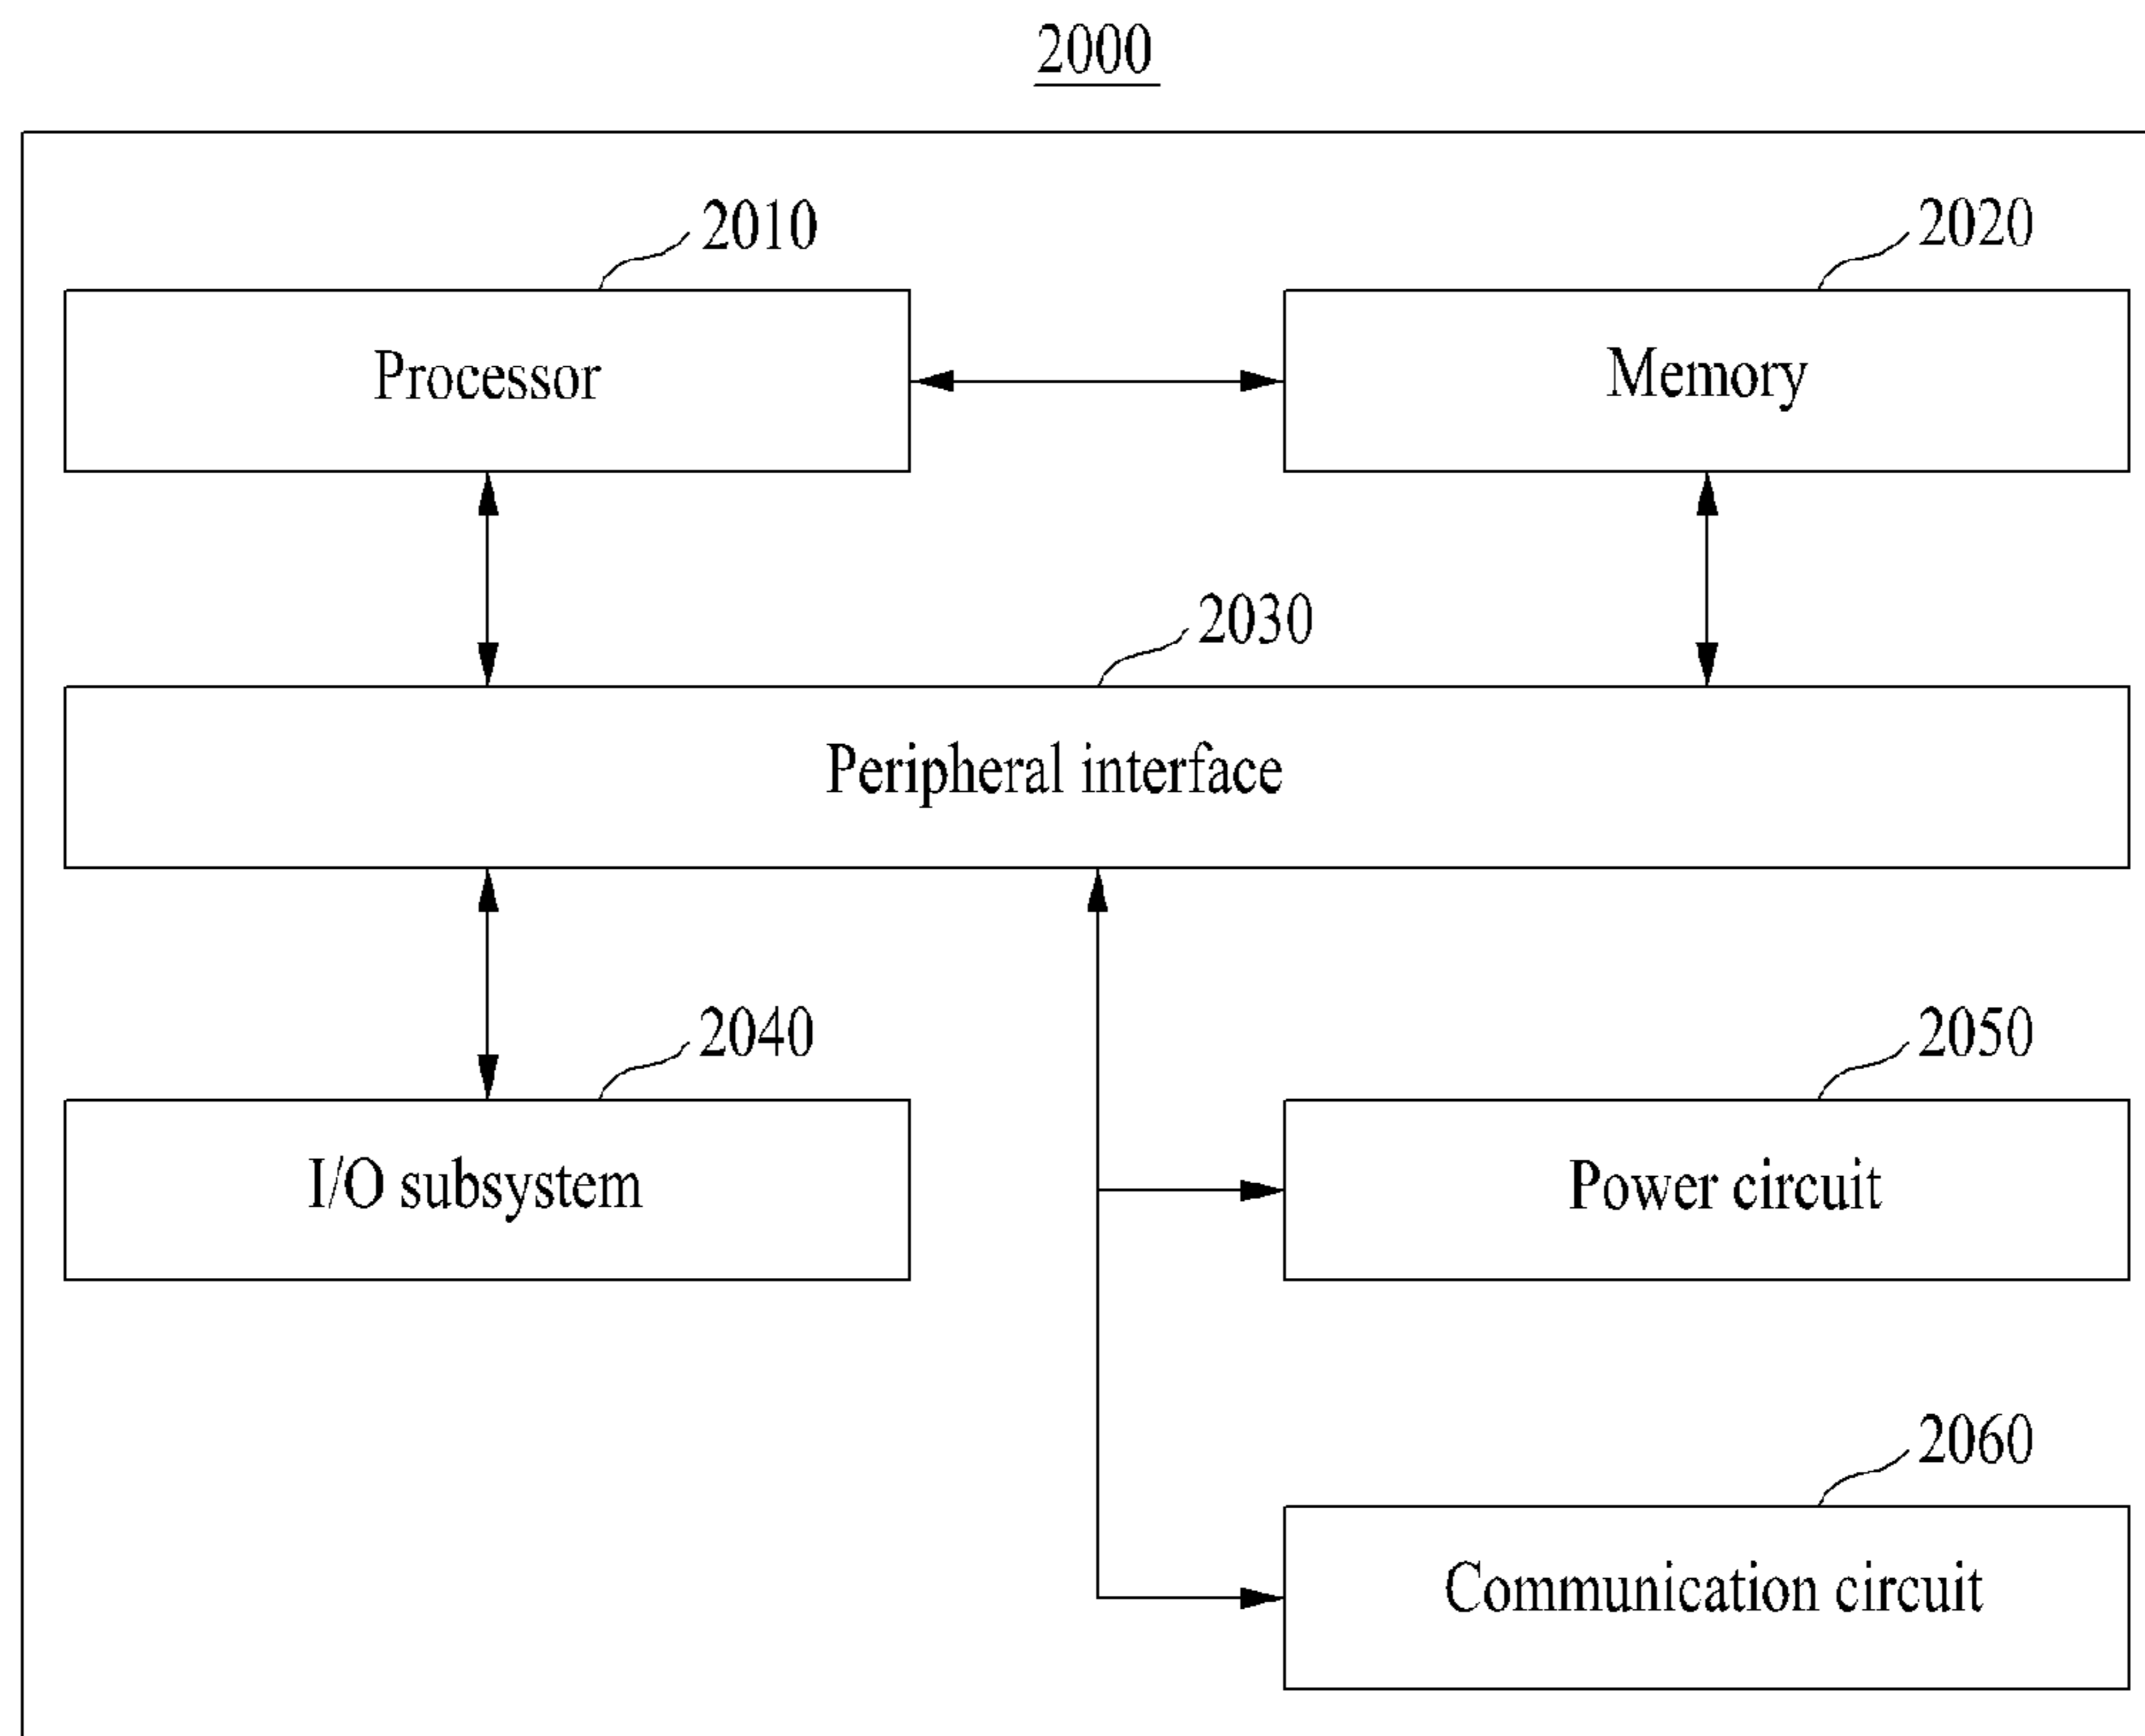 2000
2010
2020
Processor
Memory
2030
Peripheral interface
2040
2050
I/O subsystem
Power circuit
2060
Communication circuit